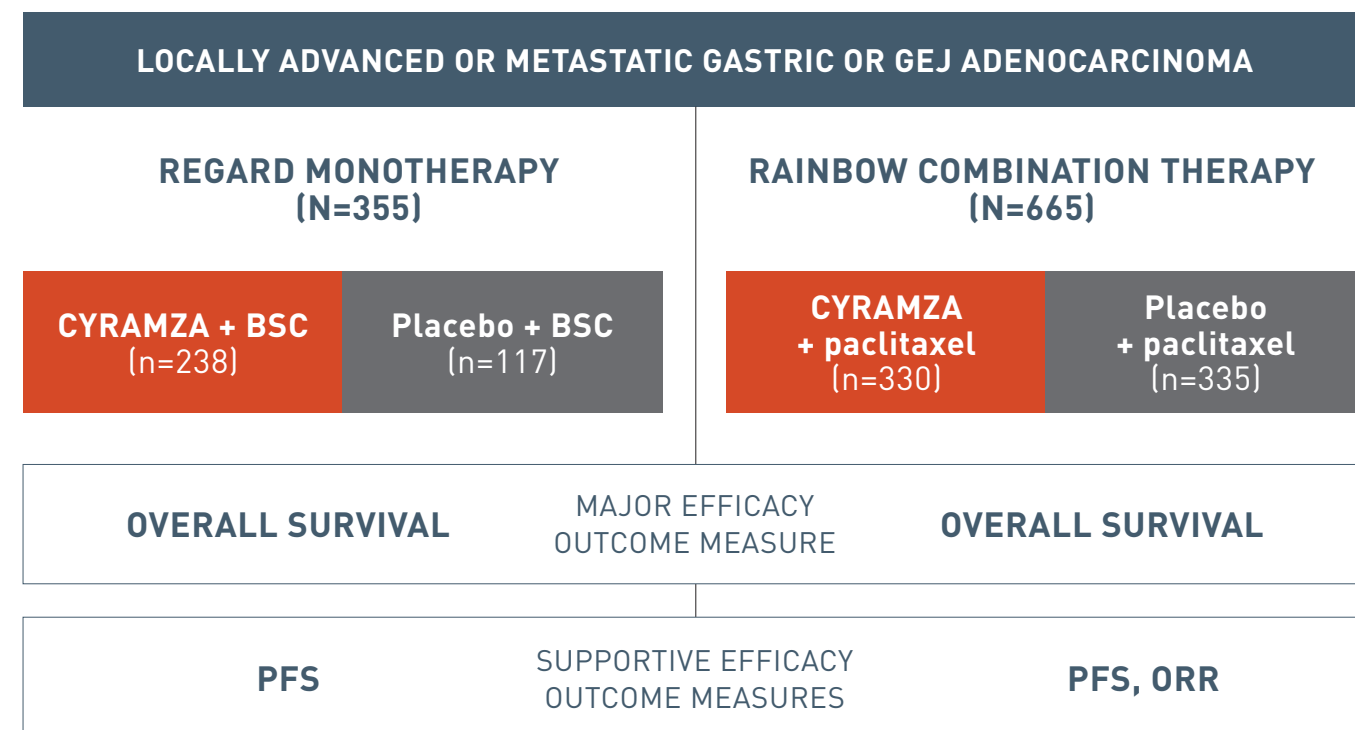 LOCALLY ADVANCED OR METASTATIC GASTRIC OR GEJ ADENOCARCINOMA
REGARD MONOTHERAPY
(N=355)
CYRAMZA + BSC
(n=238)
Placebo + BSC
(n=117)
RAINBOW COMBINATION THERAPY
(N=665)
CYRAMZA
+ paclitaxel
(n=330)
Placebo
+ paclitaxel
(n=335)
OVERALL SURVIVAL
MAJOR EFFICACY
OUTCOME MEASURE
OVERALL SURVIVAL
PFS
SUPPORTIVE EFFICACY
OUTCOME MEASURES
PFS, ORR